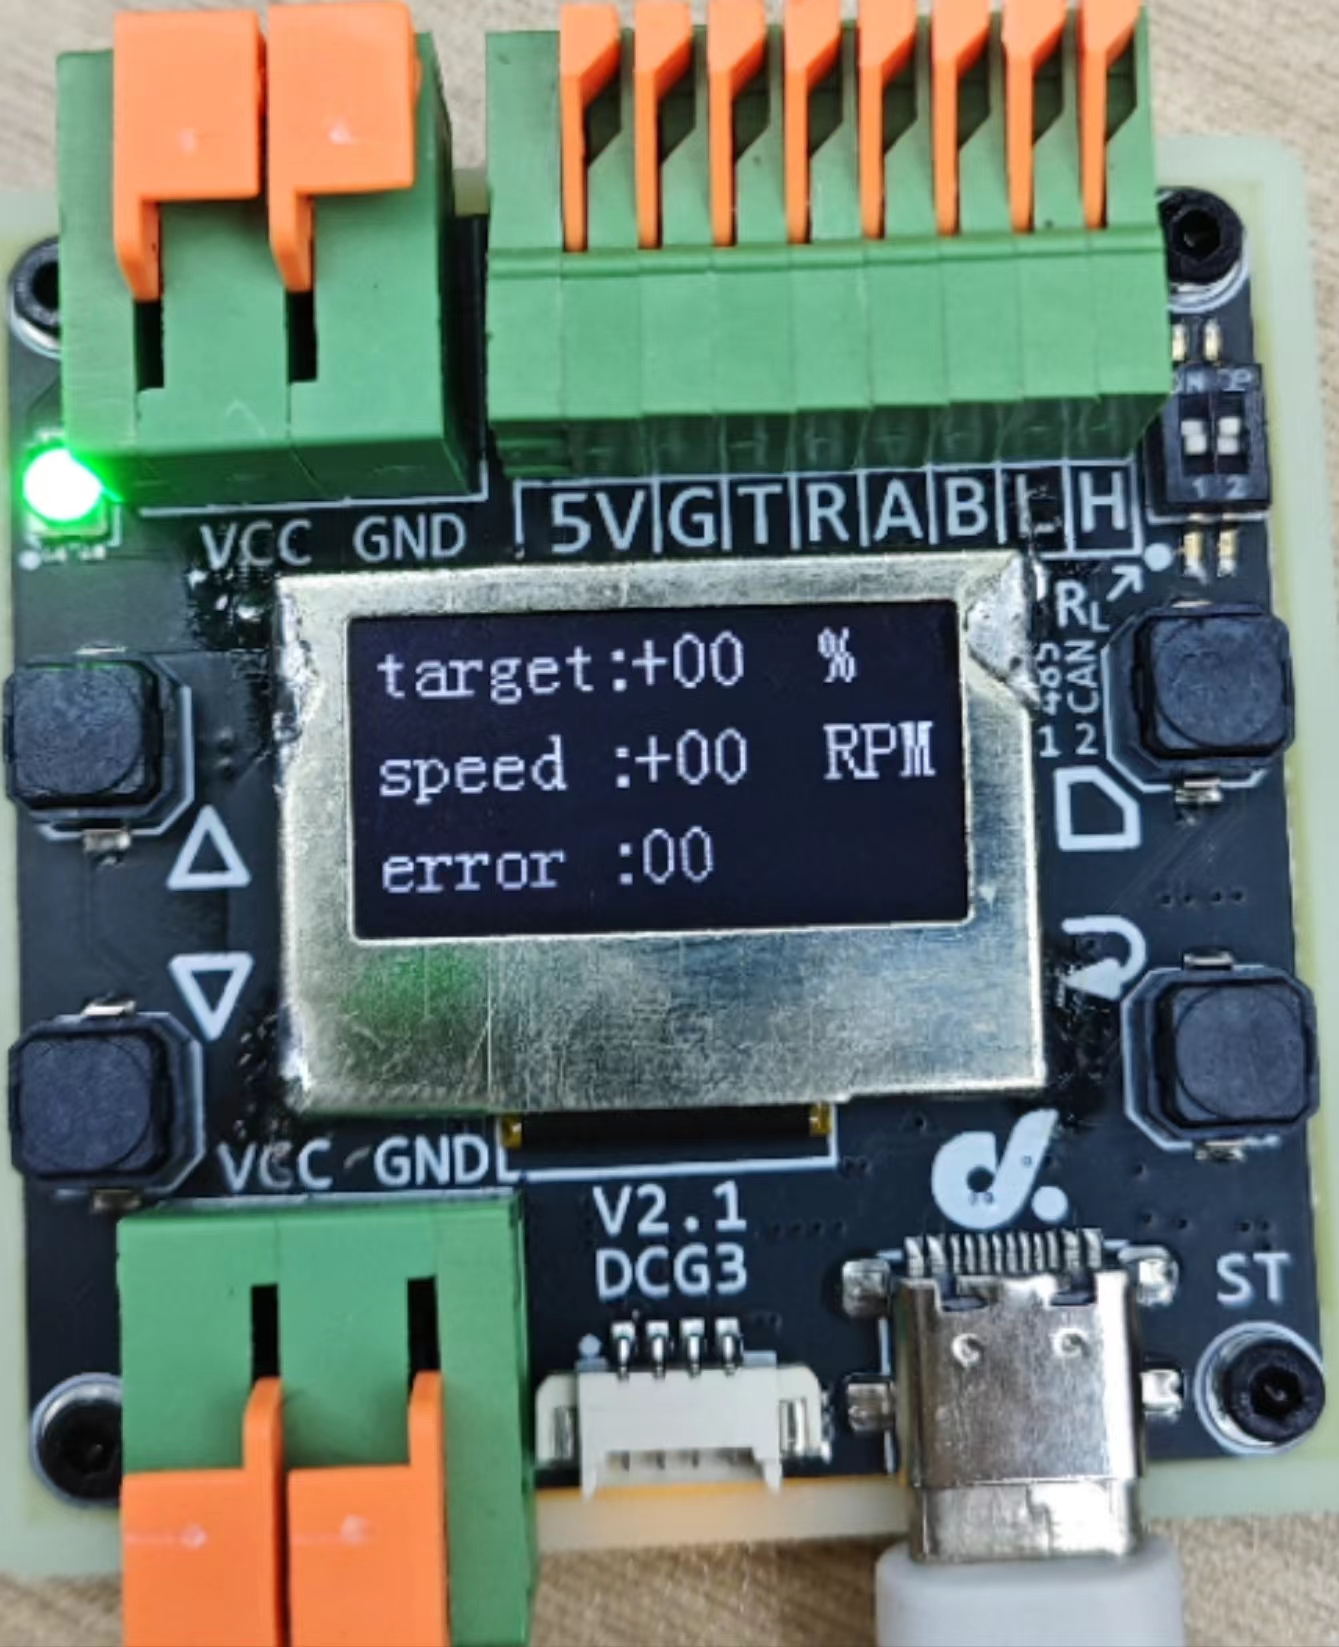 VCC GND
5V G T R A B L H
1 2
RL
485
CAN
1 2
target:+00 %
speed :+00 RPM
error :00
VCC GND
V2.1
DCG3
d.
ST